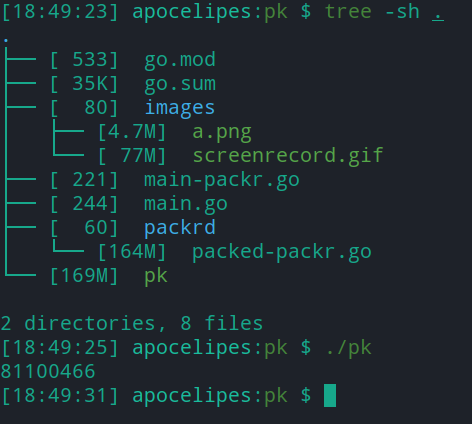 [18:49:23] apocelipes:pk $ tree -sh .
.
├── [ 533]  go.mod
├── [ 35K]  go.sum
├── [  80]  images
│   ├── [4.7M]  a.png
│   └── [ 77M]  screenrecord.gif
├── [ 221]  main-packr.go
├── [ 244]  main.go
├── [  60]  packrd
│   └── [164M]  packed-packr.go
└── [169M]  pk

2 directories, 8 files
[18:49:25] apocelipes:pk $ ./pk
81100466
[18:49:31] apocelipes:pk $